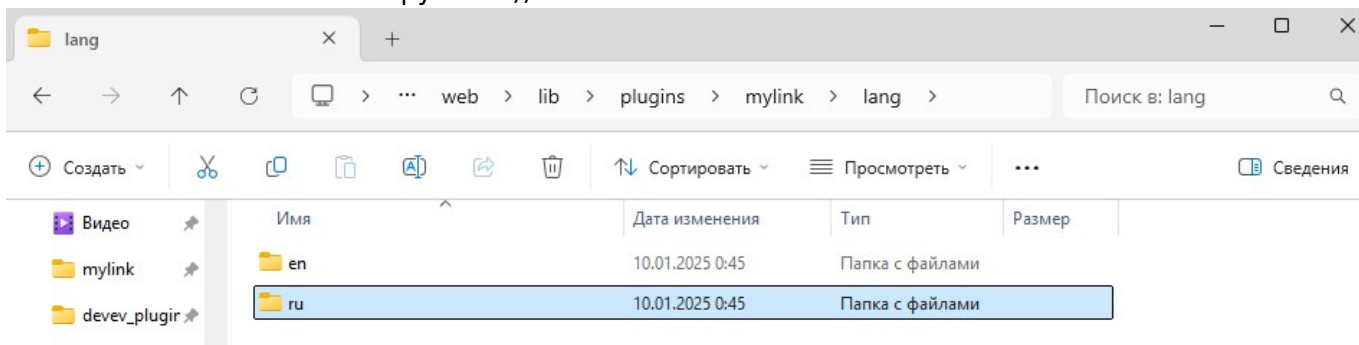 lang
web > lib > plugins > mylink > lang >
Поиск в: lang
Создать
Сортировать
Просмотреть
Сведения
Видео
mylink
devev_plugir
Имя
Дата изменения
Тип
Размер
en
10.01.2025 0:45
Папка с файлами
ru
10.01.2025 0:45
Папка с файлами